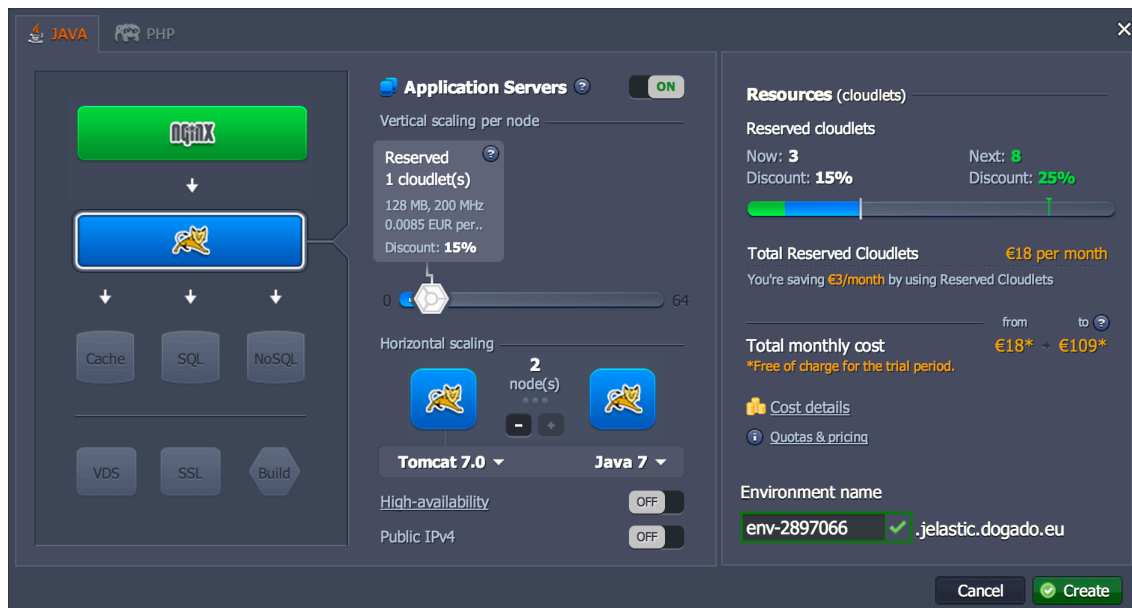 JAVA
PHP
NGINX
Cache
SQL
NoSQL
VDS
SSL
Build
Application Servers ?
ON
Vertical scaling per node
Reserved ?
1 cloudlet(s)
128 MB, 200 MHz
0.0085 EUR per..
Discount: 15%
0
64
Horizontal scaling
2
node(s)
- +
Tomcat 7.0
Java 7
High-availability
OFF
Public IPv4
OFF
Resources (cloudlets)
Reserved cloudlets
Now: 3
Next: 8
Discount: 15%
Discount: 25%
Total Reserved Cloudlets
€18 per month
You're saving €3/month by using Reserved Cloudlets
from
to ?
Total monthly cost
€18*
€109*
*Free of charge for the trial period.
Cost details
Quotas & pricing
Environment name
env-2897066
.jelastic.dogado.eu
Cancel
Create